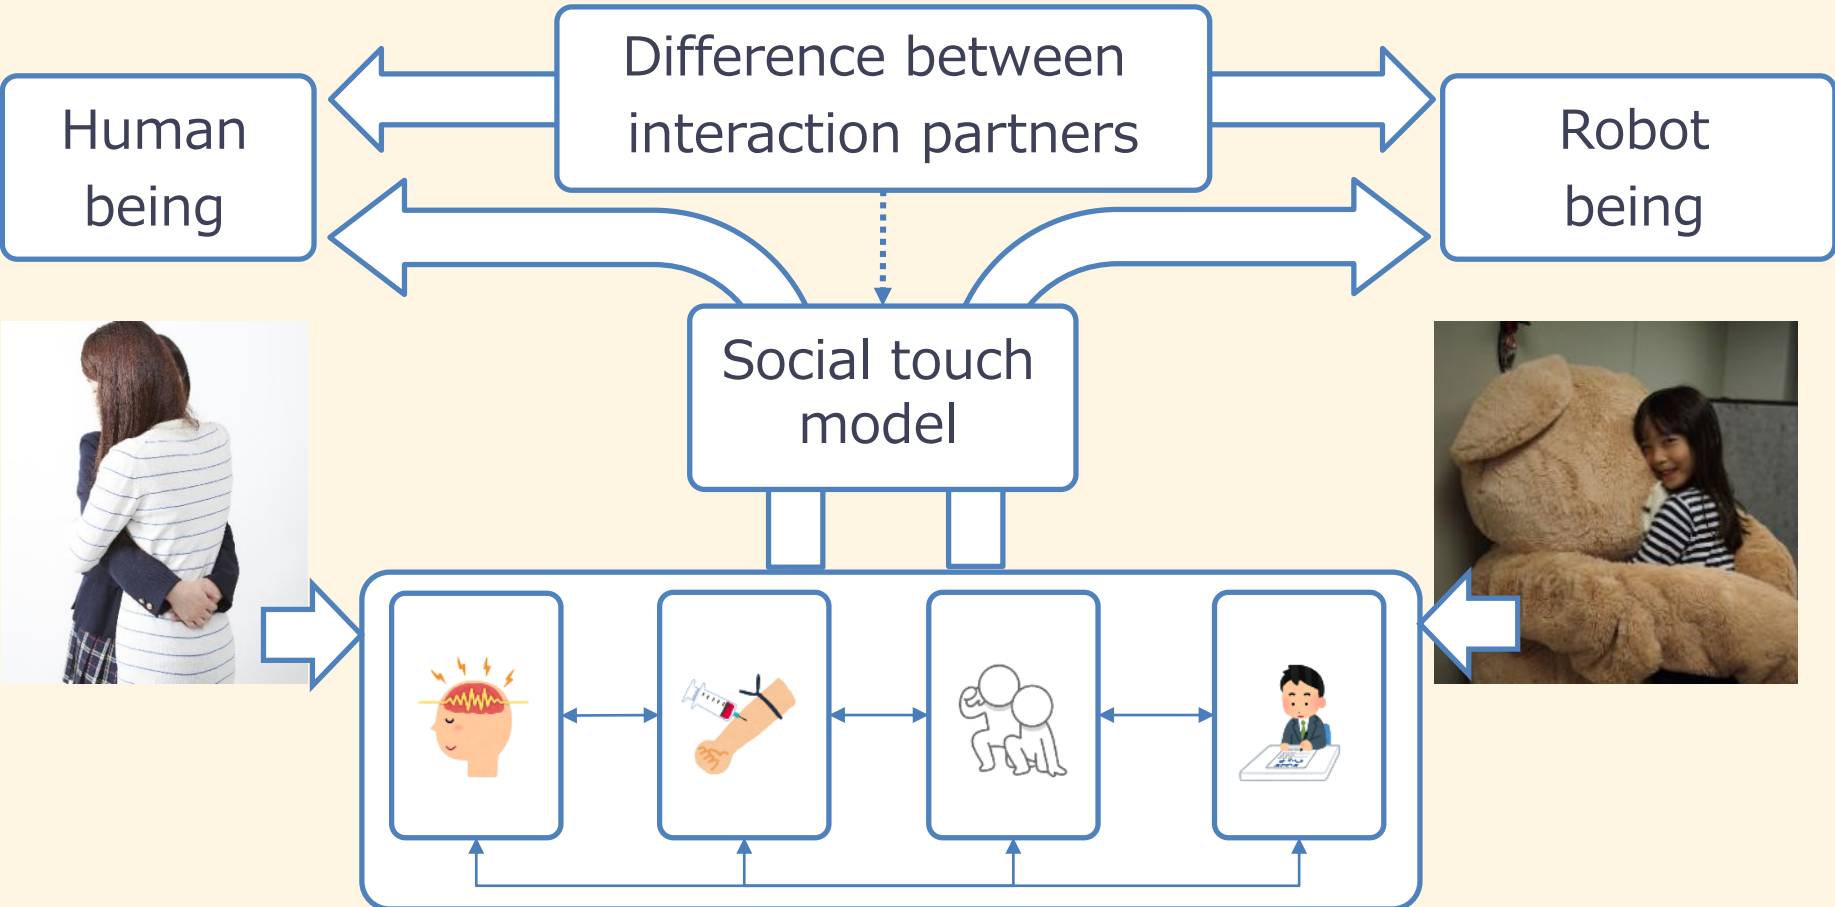 Difference between
interaction partners
Human
being
Robot
being
Social touch
model